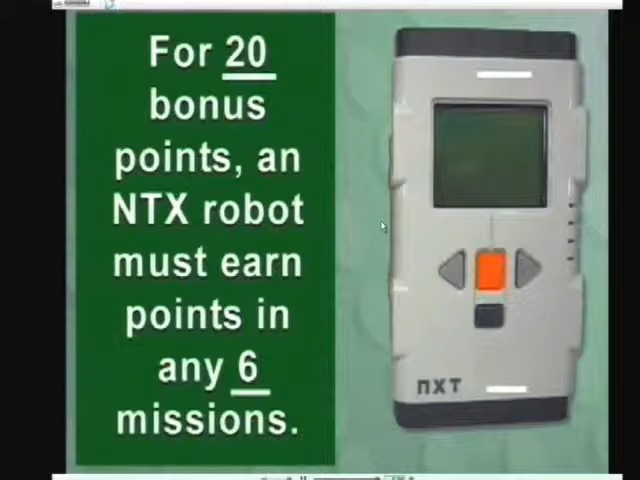 For 20
bonus
points, an
NTX robot
must earn
points in
any 6
missions.
NXT